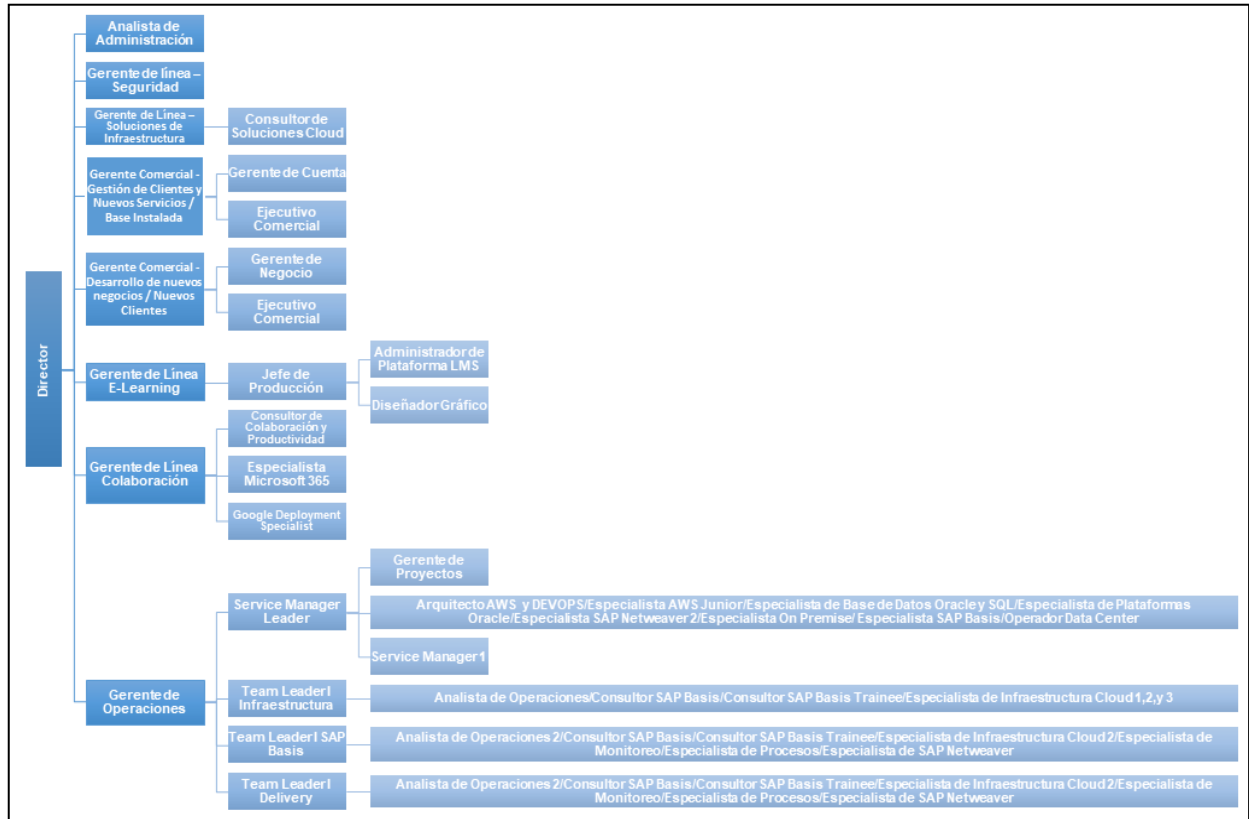 Director
Analista de
Administración
Gerente de línea –
Seguridad
Gerente de Línea –
Soluciones de
Infraestructura
Consultor de
Soluciones Cloud
Gerente Comercial -
Gestión de Clientes y
Nuevos Servicios /
Base Instalada
Gerente de Cuenta
Ejecutivo
Comercial
Gerente Comercial -
Desarrollo de nuevos
negocios / Nuevos
Clientes
Gerente de
Negocio
Ejecutivo
Comercial
Gerente de Línea
E-Learning
Jefe de
Producción
Administrador de
Plataforma LMS
Diseñador Gráfico
Gerente de Línea
Colaboración
Consultor de
Colaboración y
Productividad
Especialista
Microsoft 365
Google Deployment
Specialist
Gerente de
Operaciones
Service Manager
Leader
Gerente de
Proyectos
Arquitecto AWS y DEVOPS/Especialista AWS Junior/Especialista de Base de Datos Oracle y SQL/Especialista de Plataformas
Oracle/Especialista SAP Netweaver 2/Especialista On Premise/ Especialista SAP Basis/Operador Data Center
Service Manager 1
Team Leader I
Infraestructura
Analista de Operaciones/Consultor SAP Basis/Consultor SAP Basis Trainee/Especialista de Infraestructura Cloud 1,2,y 3
Team Leader I SAP
Basis
Analista de Operaciones 2/Consultor SAP Basis/Consultor SAP Basis Trainee/Especialista de Infraestructura Cloud 2/Especialista de
Monitoreo/Especialista de Procesos/Especialista de SAP Netweaver
Team Leader I
Delivery
Analista de Operaciones 2/Consultor SAP Basis/Consultor SAP Basis Trainee/Especialista de Infraestructura Cloud 2/Especialista de
Monitoreo/Especialista de Procesos/Especialista de SAP Netweaver